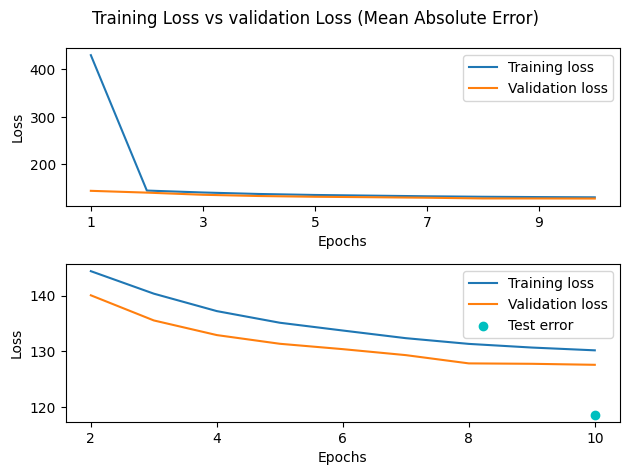 Training Loss vs validation Loss (Mean Absolute Error)
400
300
200
Loss
Training loss
Validation loss
1 3 5 7 9
Epochs
140
130
120
Loss
Training loss
Validation loss
Test error
2 4 6 8 10
Epochs